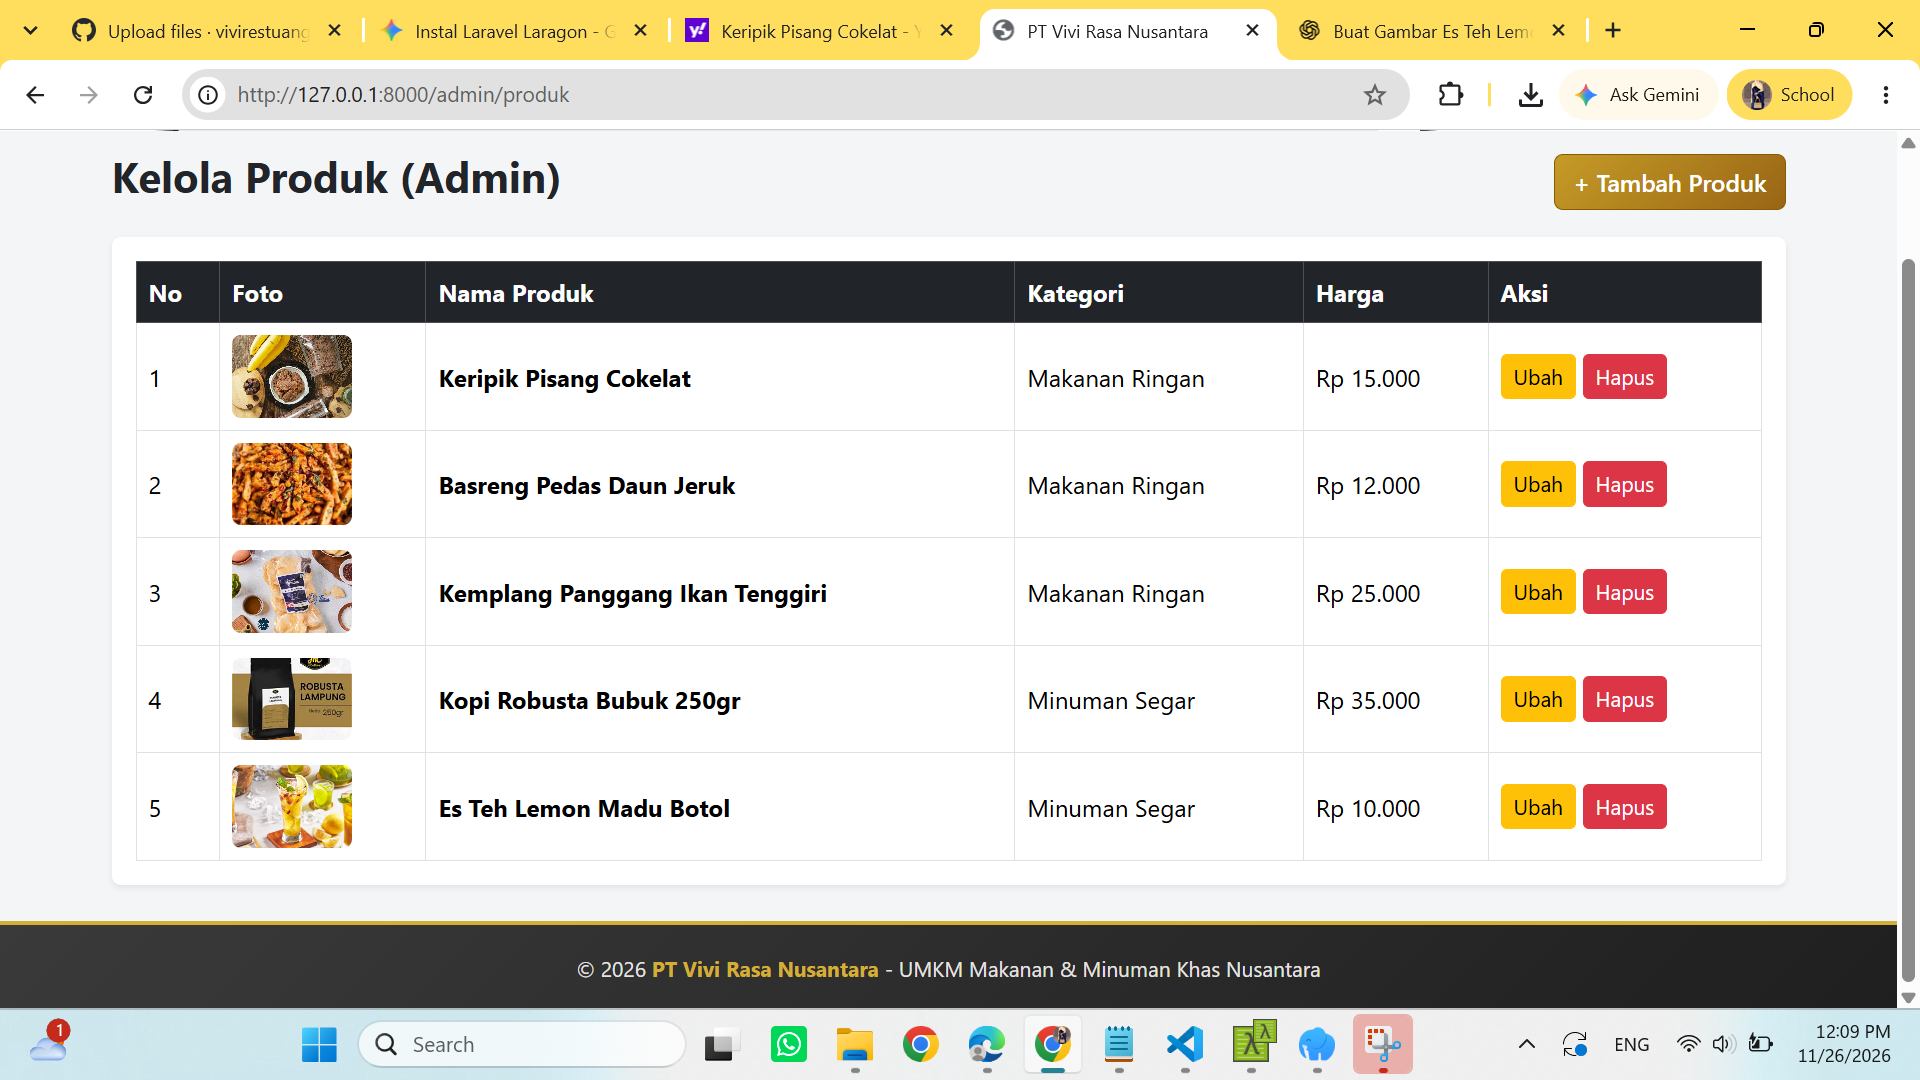 Upload files · vivirestuang
Instal Laravel Laragon - G
Keripik Pisang Cokelat - Y
PT Vivi Rasa Nusantara
Buat Gambar Es Teh Lem
http://127.0.0.1:8000/admin/produk
Ask Gemini
School
Kelola Produk (Admin)
+ Tambah Produk
No Foto Nama Produk Kategori Harga Aksi
1 Keripik Pisang Cokelat Makanan Ringan Rp 15.000 Ubah Hapus
2 Basreng Pedas Daun Jeruk Makanan Ringan Rp 12.000 Ubah Hapus
3 Kemplang Panggang Ikan Tenggiri Makanan Ringan Rp 25.000 Ubah Hapus
ROBUSTA
LAMPUNG
250gr
4 Kopi Robusta Bubuk 250gr Minuman Segar Rp 35.000 Ubah Hapus
5 Es Teh Lemon Madu Botol Minuman Segar Rp 10.000 Ubah Hapus
© 2026 PT Vivi Rasa Nusantara - UMKM Makanan & Minuman Khas Nusantara
1
Search
ENG
12:09 PM
11/26/2026